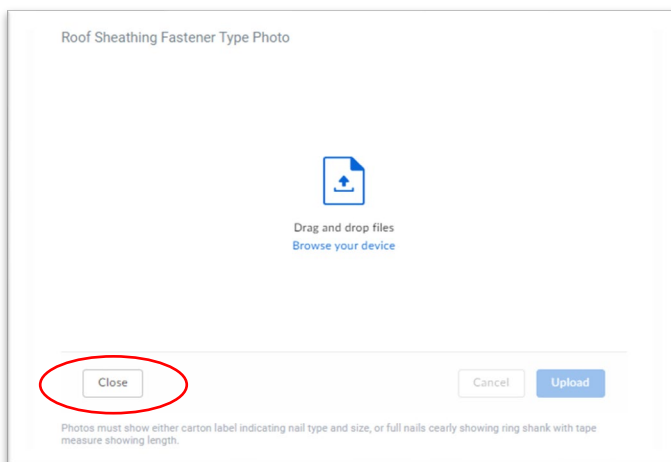 Roof Sheathing Fastener Type Photo
Drag and drop files
Browse your device
Close
Cancel
Upload
Photos must show either carton label indicating nail type and size, or full nails cearly showing ring shank with tape
measure showing length.